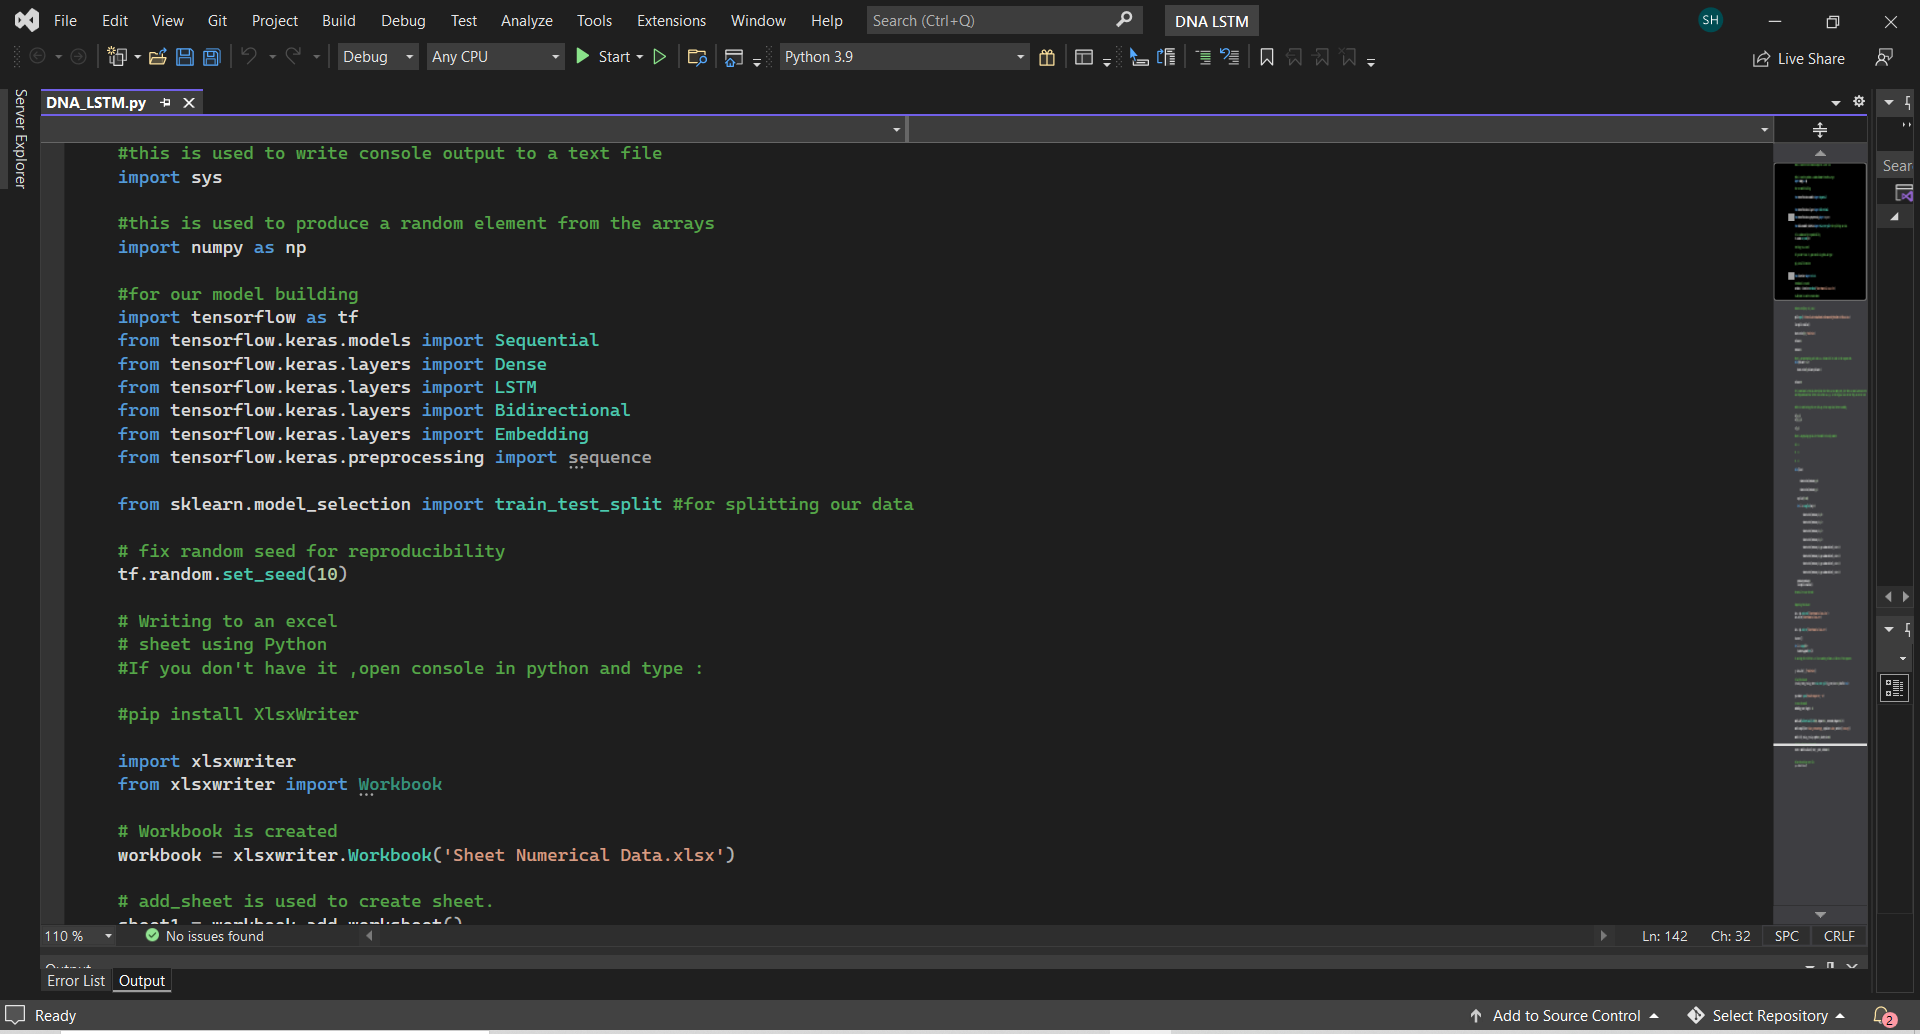 File Edit View Git Project Build Debug Test Analyze Tools Extensions Window Help Search (Ctrl+Q) DNA LSTM SH
Debug Any CPU Start Python 3.9 Live Share
Server Explorer
DNA_LSTM.py
#this is used to write console output to a text file
import sys
#this is used to produce a random element from the arrays
import numpy as np
#for our model building
import tensorflow as tf
from tensorflow.keras.models import Sequential
from tensorflow.keras.layers import Dense
from tensorflow.keras.layers import LSTM
from tensorflow.keras.layers import Bidirectional
from tensorflow.keras.layers import Embedding
from tensorflow.keras.preprocessing import sequence
from sklearn.model_selection import train_test_split #for splitting our data
# fix random seed for reproducibility
tf.random.set_seed(10)
# Writing to an excel
# sheet using Python
#If you don't have it ,open console in python and type :
#pip install XlsxWriter
import xlsxwriter
from xlsxwriter import Workbook
# Workbook is created
workbook = xlsxwriter.Workbook('Sheet Numerical Data.xlsx')
# add_sheet is used to create sheet.
sheet1 = workbook.add_worksheet()
Sear
110 % No issues found Ln: 142 Ch: 32 SPC CRLF
Output
Error List Output
Ready Add to Source Control Select Repository 2